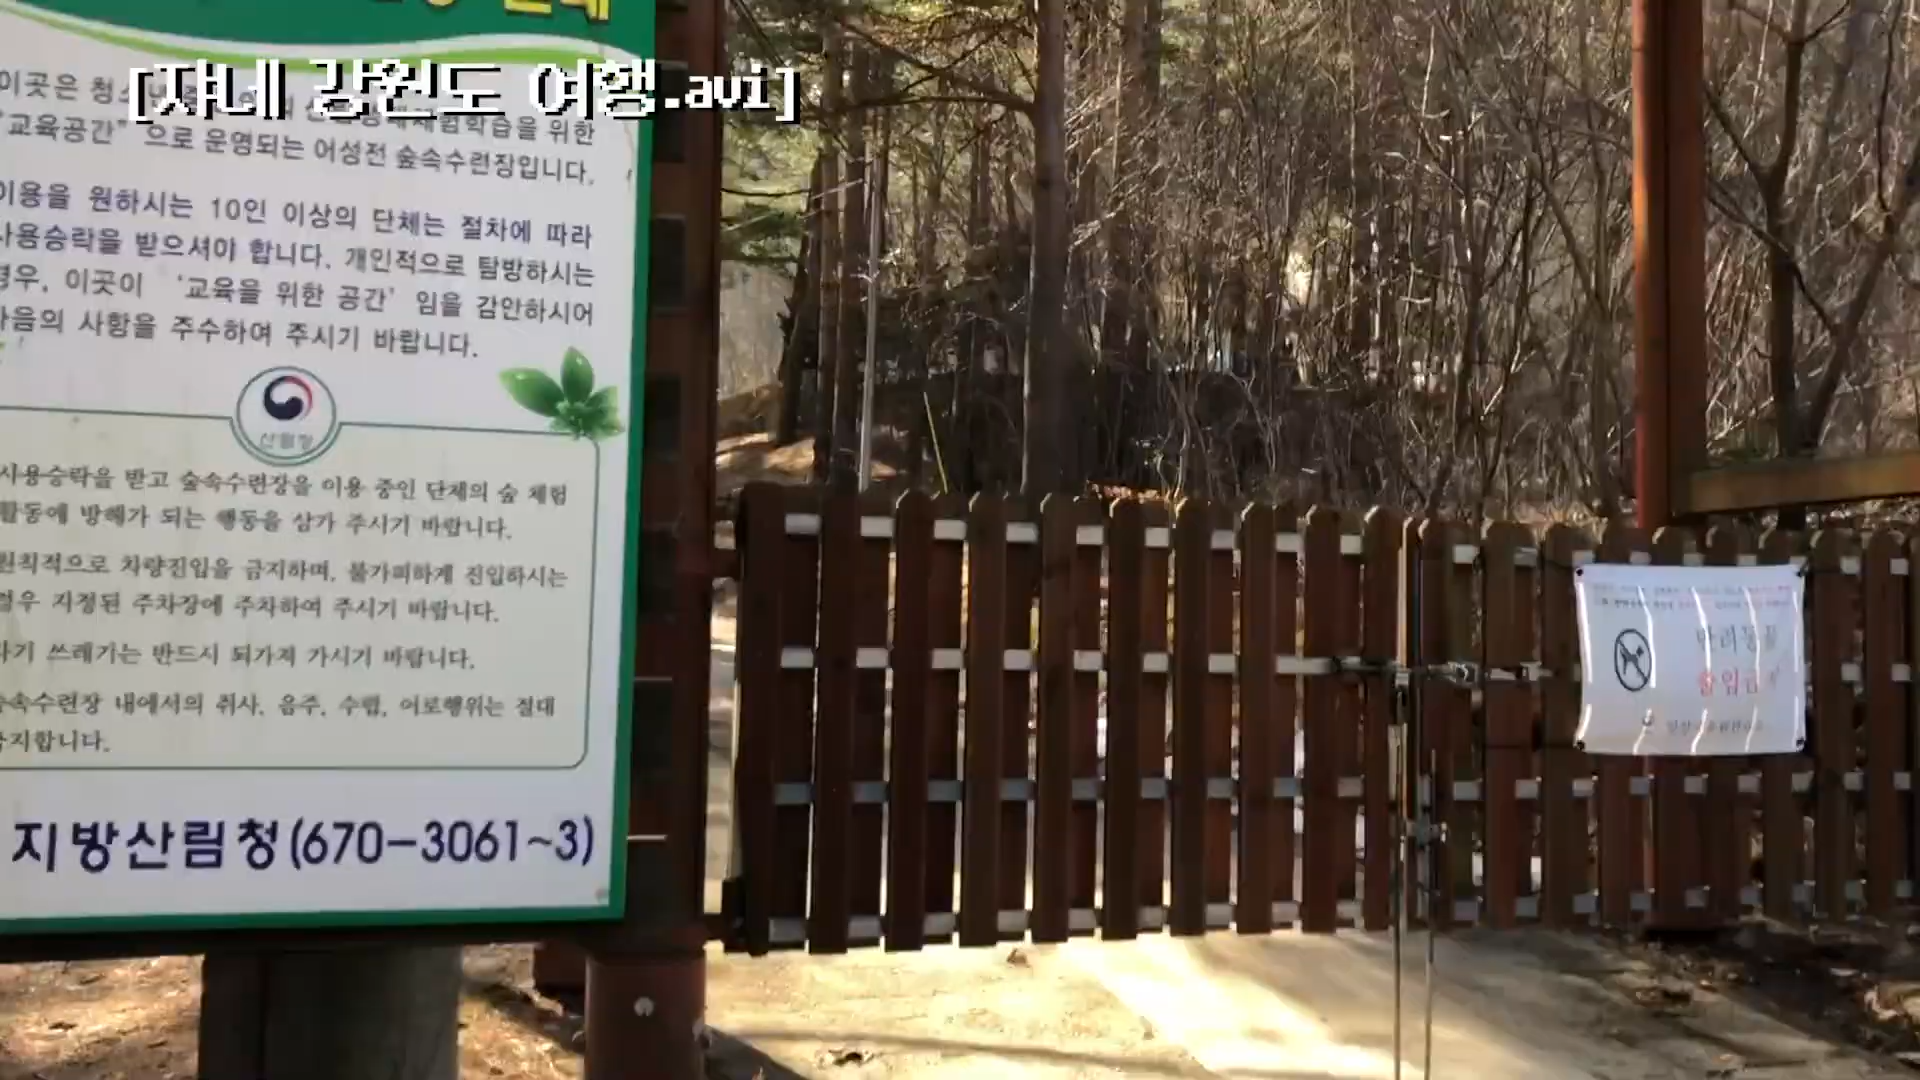 [쟈네 강원도 여행.avi]
이곳은 위한
"교육공간" 으로 운영되는 어성전 숲속수련장입니다.
이용을 원하시는 10인 이상의 단체는 절차에 따라
사용승락을 받으셔야 합니다. 개인적으로 탐방하시는
경우, 이곳이 '교육을 위한 공간' 임을 감안하시어
다음의 사항을 주수하여 주시기 바랍니다.
산림청
사용승락을 받고 숲속수련장을 이용 중인 단체의 숲 체험
활동에 방해가 되는 행동을 삼가 주시기 바랍니다.
원칙적으로 차량진입을 금지하며, 불가피하게 진입하시는
경우 지정된 주차장에 주차하여 주시기 바랍니다.
쓰레기는 반드시 되가져 가시기 바랍니다.
내에서의 취사, 음주, 수렵, 어로행위는 절대
금지합니다.
지방산림청(670-3061~3)
반려동물
출입금지